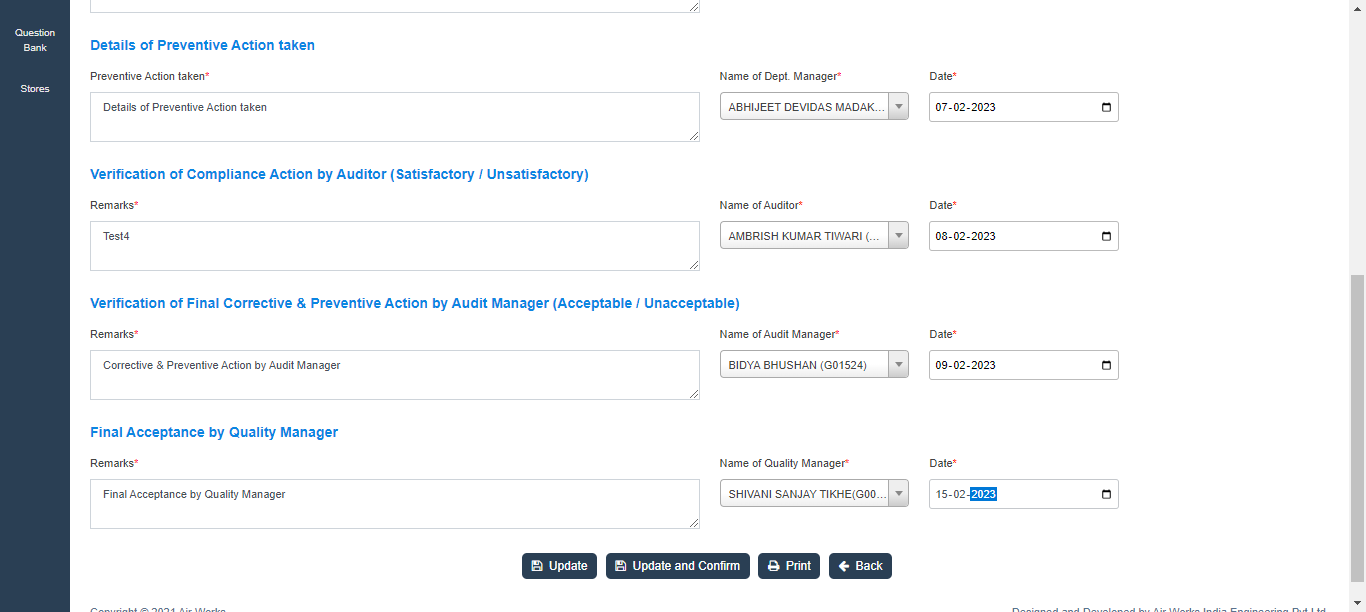 Question
Bank
Stores
Details of Preventive Action taken
Preventive Action taken*
Name of Dept. Manager*
Date*
Details of Preventive Action taken
ABHIJEET DEVIDAS MADAK...
07-02-2023
Verification of Compliance Action by Auditor (Satisfactory / Unsatisfactory)
Remarks*
Name of Auditor*
Date*
Test4
AMBRISH KUMAR TIWARI (...
08-02-2023
Verification of Final Corrective & Preventive Action by Audit Manager (Acceptable / Unacceptable)
Remarks*
Name of Audit Manager*
Date*
Corrective & Preventive Action by Audit Manager
BIDYA BHUSHAN (G01524)
09-02-2023
Final Acceptance by Quality Manager
Remarks*
Name of Quality Manager*
Date*
Final Acceptance by Quality Manager
SHIVANI SANJAY TIKHE(G00...
15-02-2023
Update
Update and Confirm
Print
Back
Copyright © 2021 Air Works
Designed and Developed by Air Works India Engineering Pvt Ltd